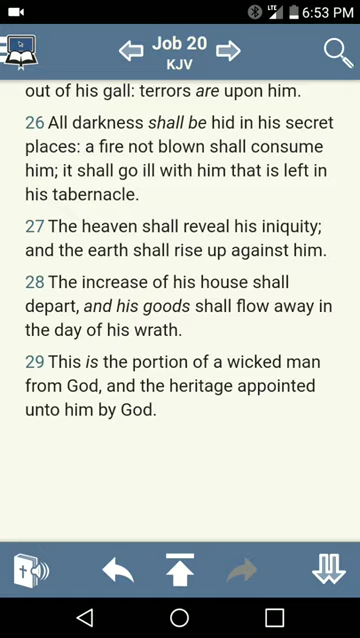 LTE 6:53 PM
Job 20
KJV
out of his gall: terrors are upon him.
26 All darkness shall be hid in his secret
places: a fire not blown shall consume
him; it shall go ill with him that is left in
his tabernacle.
27 The heaven shall reveal his iniquity;
and the earth shall rise up against him.
28 The increase of his house shall
depart, and his goods shall flow away in
the day of his wrath.
29 This is the portion of a wicked man
from God, and the heritage appointed
unto him by God.